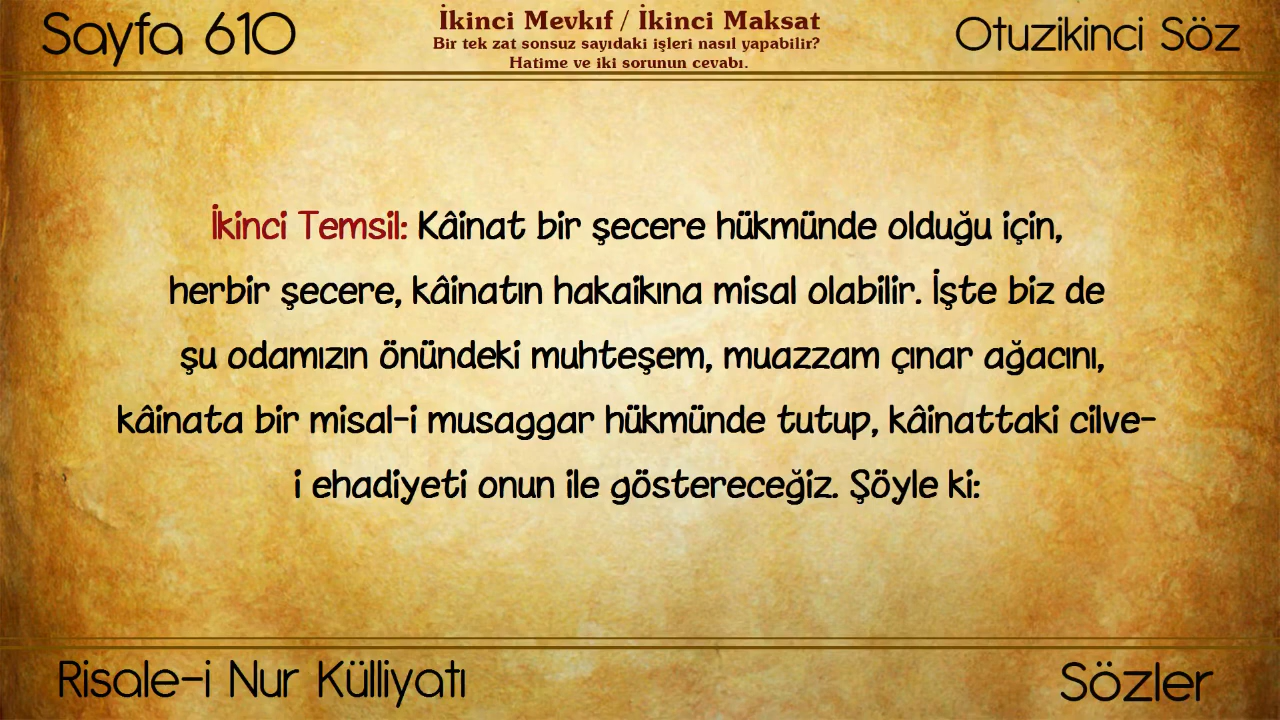 Sayfa 610
İkinci Mevkıf / İkinci Maksat
Bir tek zat sonsuz sayıdaki işleri nasıl yapabilir?
Hatime ve iki sorunun cevabı.
Otuzikinci Söz
İkinci Temsil: Kâinat bir şecere hükmünde olduğu için,
herbir şecere, kâinatın hakaikına misal olabilir. İşte biz de
şu odamızın önündeki muhteşem, muazzam çınar ağacını,
kâinata bir misal-i musaggar hükmünde tutup, kâinattaki cilve-
i ehadiyeti onun ile göstereceğiz. Şöyle ki:
Risale-i Nur Külliyatı
Sözler